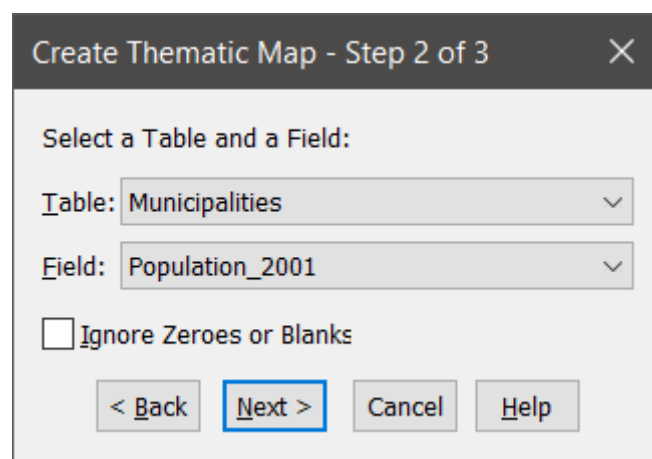 Create Thematic Map - Step 2 of 3
Select a Table and a Field:
Table: Municipalities
Field: Population_2001
Ignore Zeroes or Blanks
< Back Next > Cancel Help